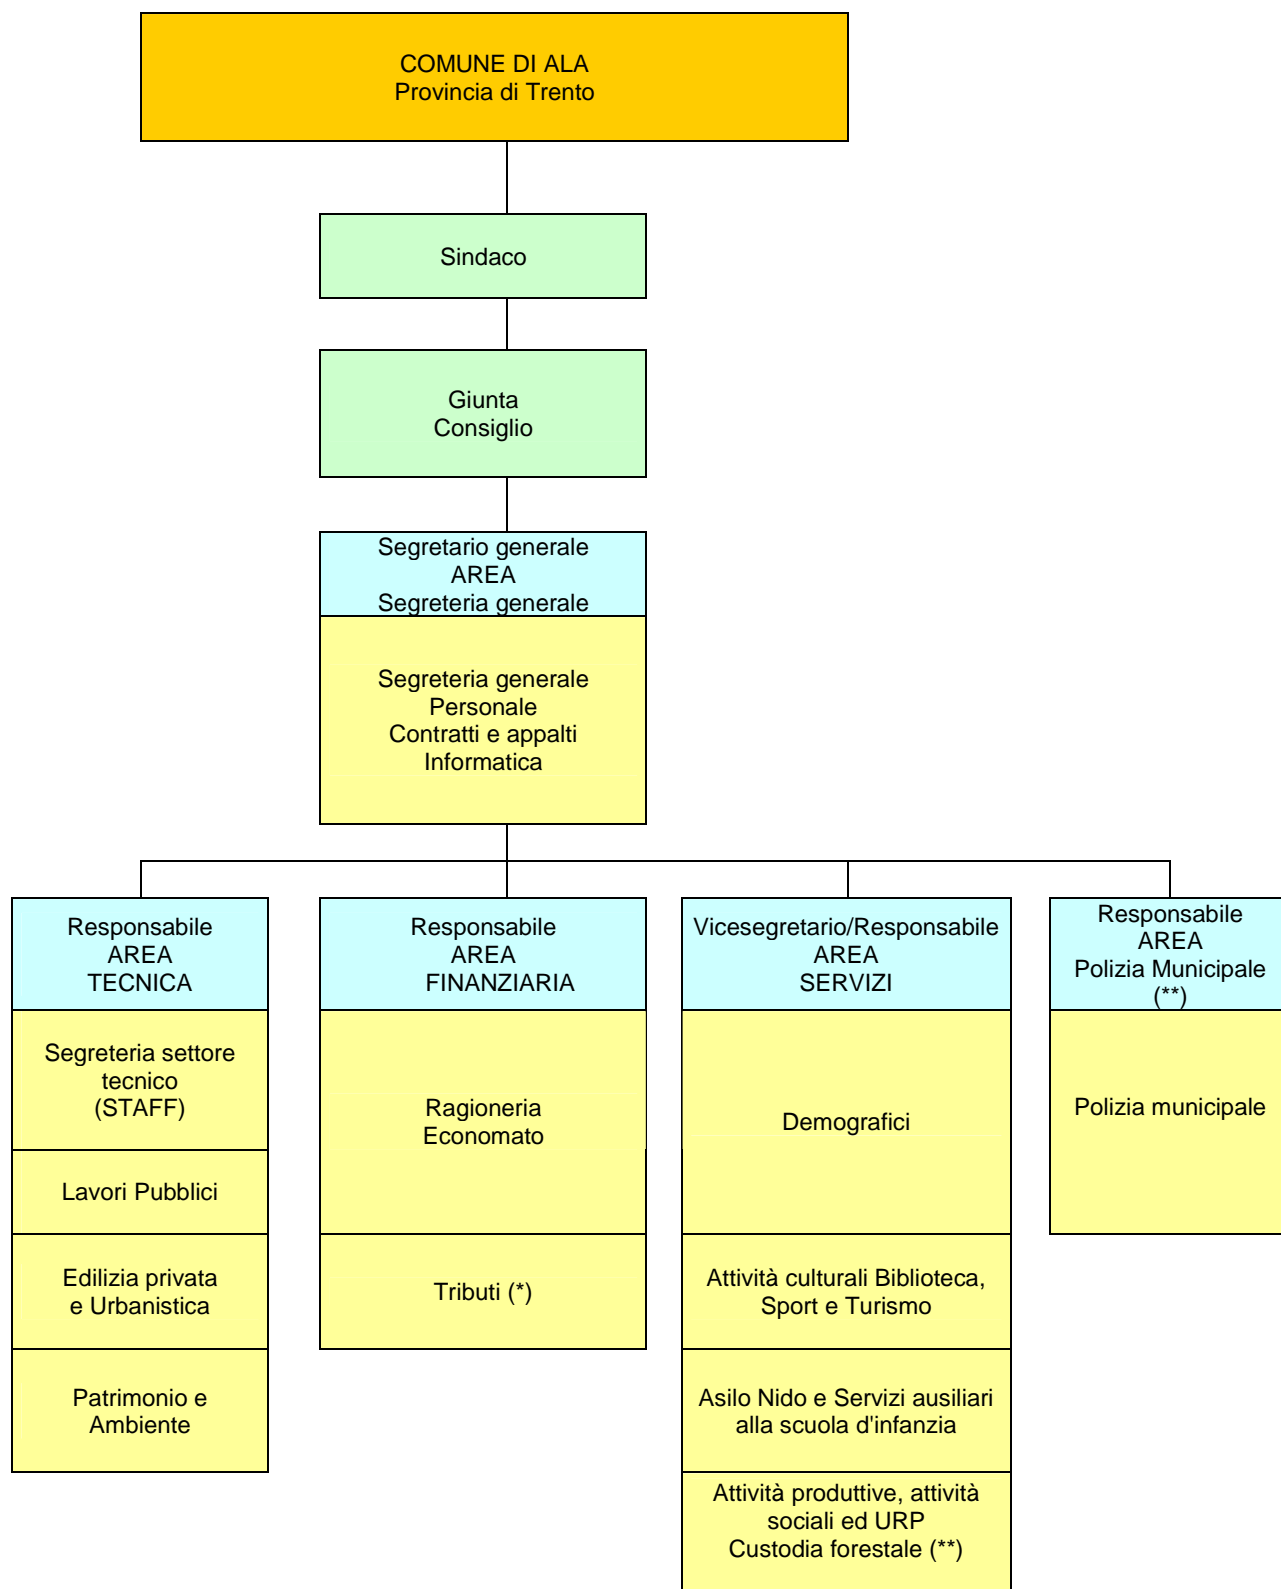 COMUNE DI ALA
Provincia di Trento
Sindaco
Giunta
Consiglio
Segretario generale
AREA
Segreteria generale
Segreteria generale
Personale
Contratti e appalti
Informatica
Responsabile
AREA
TECNICA
Segreteria settore
tecnico
(STAFF)
Lavori Pubblici
Edilizia privata
e Urbanistica
Patrimonio e
Ambiente
Responsabile
AREA
FINANZIARIA
Ragioneria
Economato
Tributi (*)
Vicesegretario/Responsabile
AREA
SERVIZI
Demografici
Attività culturali Biblioteca,
Sport e Turismo
Asilo Nido e Servizi ausiliari
alla scuola d'infanzia
Attività produttive, attività
sociali ed URP
Custodia forestale (**)
Responsabile
AREA
Polizia Municipale
(**)
Polizia municipale